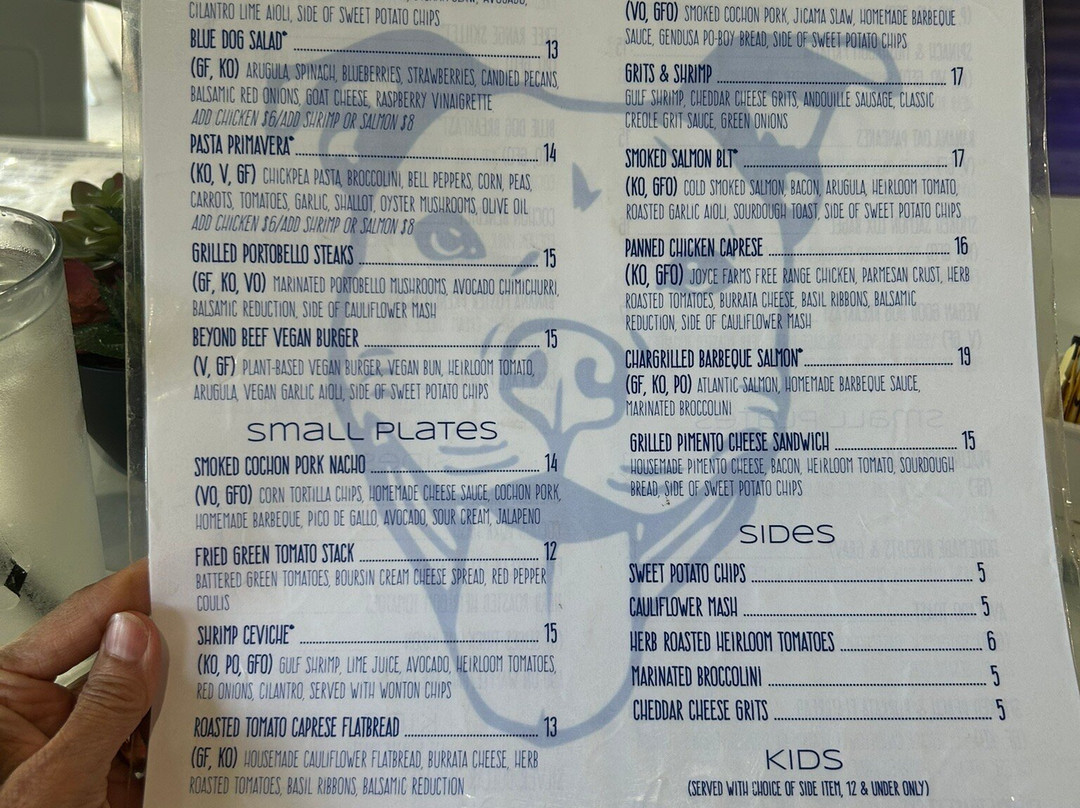 CILANTRO LIME AIOLI, SIDE OF SWEET POTATO CHIPS
BLUE DOG SALAD* 13
(GF, KO) ARUGULA, SPINACH, BLUEBERRIES, STRAWBERRIES, CANDIED PECANS,
BALSAMIC RED ONIONS, GOAT CHEESE, RASPBERRY VINAIGRETTE
ADD CHICKEN $6/ADD SHRIMP OR SALMON $8
PASTA PRIMAVERA* 14
(KO, V, GF) CHICKPEA PASTA, BROCCOLINI, BELL PEPPERS, CORN, PEAS,
CARROTS, TOMATOES, GARLIC, SHALLOT, OYSTER MUSHROOMS, OLIVE OIL
ADD CHICKEN $6/ADD SHRIMP OR SALMON $8
GRILLED PORTOBELLO STEAKS 15
(GF, KO, VO) MARINATED PORTOBELLO MUSHROOMS, AVOCADO CHIMICHURRI,
BALSAMIC REDUCTION, SIDE OF CAULIFLOWER MASH
BEYOND BEEF VEGAN BURGER 15
(V, GF) PLANT-BASED VEGAN BURGER, VEGAN BUN, HEIRLOOM TOMATO,
ARUGULA, VEGAN GARLIC AIOLI, SIDE OF SWEET POTATO CHIPS
SMALL PLATES
SMOKED COCHON PORK NACHO 14
(VO, GFO) CORN TORTILLA CHIPS, HOMEMADE CHEESE SAUCE, COCHON PORK,
HOMEMADE BARBEQUE, PICO DE GALLO, AVOCADO, SOUR CREAM, JALAPENO
FRIED GREEN TOMATO STACK 12
BATTERED GREEN TOMATOES, BOURSIN CREAM CHEESE SPREAD, RED PEPPER
COULIS
SHRIMP CEVICHE* 15
(KO, PO, GFO) GULF SHRIMP, LIME JUICE, AVOCADO, HEIRLOOM TOMATOES,
RED ONIONS, CILANTRO, SERVED WITH WONTON CHIPS
ROASTED TOMATO CAPRESE FLATBREAD 13
(GF, KO) HOUSEMADE CAULIFLOWER FLATBREAD, BURRATA CHEESE, HERB
ROASTED TOMATOES, BASIL RIBBONS, BALSAMIC REDUCTION
(VO, GFO) SMOKED COCHON PORK, JICAMA SLAW, HOMEMADE BARBEQUE
SAUCE, GENDUSA PO-BOY BREAD, SIDE OF SWEET POTATO CHIPS
GRITS & SHRIMP 17
GULF SHRIMP, CHEDDAR CHEESE GRITS, ANDOUILLE SAUSAGE, CLASSIC
CREOLE GRIT SAUCE, GREEN ONIONS
SMOKED SALMON BLT* 17
(KO, GFO) COLD SMOKED SALMON, BACON, ARUGULA, HEIRLOOM TOMATO,
ROASTED GARLIC AIOLI, SOURDOUGH TOAST, SIDE OF SWEET POTATO CHIPS
PANNED CHICKEN CAPRESE 16
(KO, GFO) JOYCE FARMS FREE RANGE CHICKEN, PARMESAN CRUST, HERB
ROASTED TOMATOES, BURRATA CHEESE, BASIL RIBBONS, BALSAMIC
REDUCTION, SIDE OF CAULIFLOWER MASH
CHARGRILLED BARBEQUE SALMON* 19
(GF, KO, PO) ATLANTIC SALMON, HOMEMADE BARBEQUE SAUCE,
MARINATED BROCCOLINI
GRILLED PIMENTO CHEESE SANDWICH 15
HOUSEMADE PIMENTO CHEESE, BACON, HEIRLOOM TOMATO, SOURDOUGH
BREAD, SIDE OF SWEET POTATO CHIPS
SIDES
SWEET POTATO CHIPS 5
CAULIFLOWER MASH 5
HERB ROASTED HEIRLOOM TOMATOES 6
MARINATED BROCCOLINI 5
CHEDDAR CHEESE GRITS 5
KIDS
(SERVED WITH CHOICE OF SIDE ITEM, 12 & UNDER ONLY)